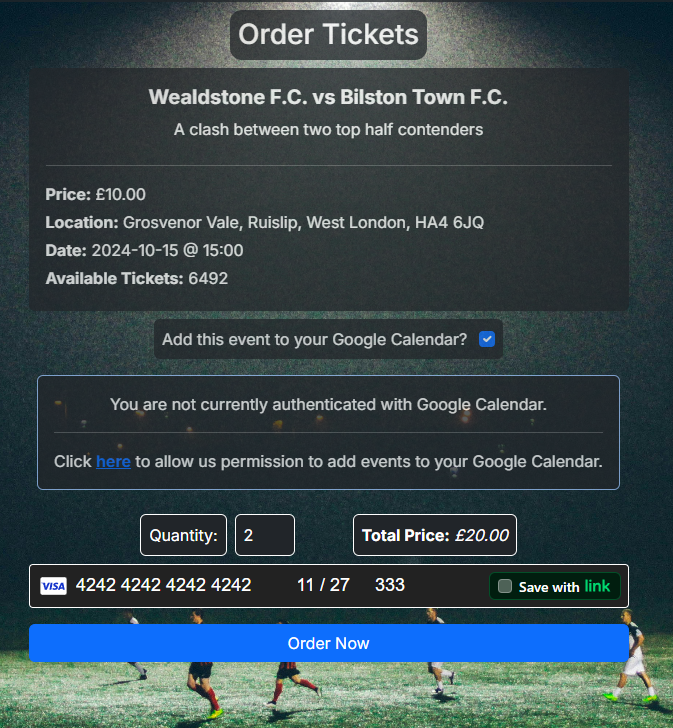 Order Tickets
Wealdstone F.C. vs Bilston Town F.C.
A clash between two top half contenders
Price: £10.00
Location: Grosvenor Vale, Ruislip, West London, HA4 6JQ
Date: 2024-10-15 @ 15:00
Available Tickets: 6492
Add this event to your Google Calendar?
You are not currently authenticated with Google Calendar.
Click here to allow us permission to add events to your Google Calendar.
Quantity: 2 Total Price: £20.00
VISA 4242 4242 4242 4242 11 / 27 333 Save with link
Order Now